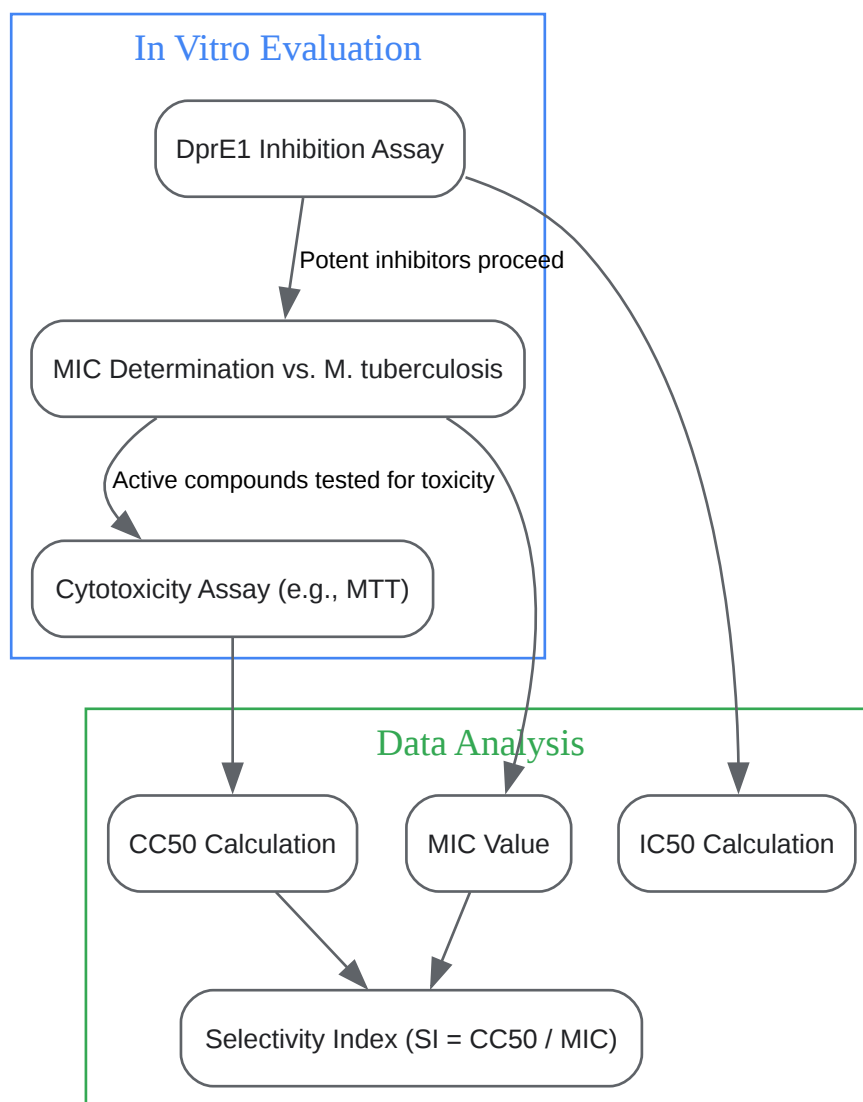 In Vitro Evaluation
DprE1 Inhibition Assay
Potent inhibitors proceed
MIC Determination vs. M. tuberculosis
Active compounds tested for toxicity
Cytotoxicity Assay (e.g., MTT)
Data Analysis
CC50 Calculation
MIC Value
IC50 Calculation
Selectivity Index (SI = CC50 / MIC)